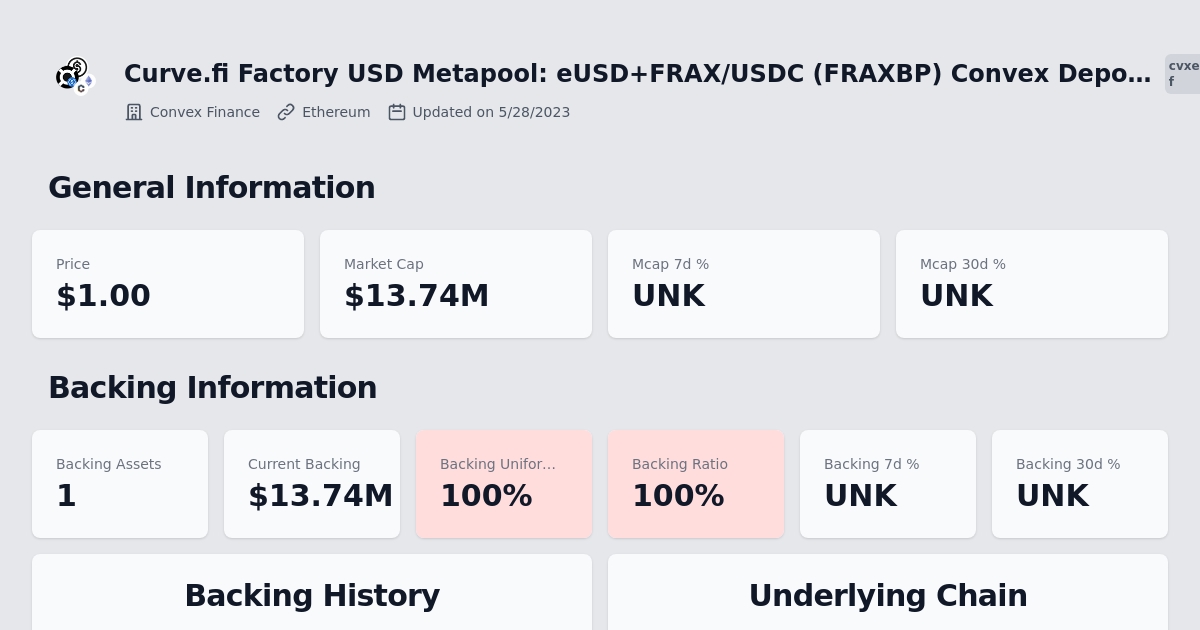 Curve.fi Factory USD Metapool: eUSD+FRAX/USDC (FRAXBP) Convex Depo...
cvxe
f
Convex Finance Ethereum Updated on 5/28/2023
General Information
Price Market Cap Mcap 7d % Mcap 30d %
$1.00 $13.74M UNK UNK
Backing Information
Backing Assets Current Backing Backing Unifor... Backing Ratio Backing 7d % Backing 30d %
1 $13.74M 100% 100% UNK UNK
Backing History Underlying Chain